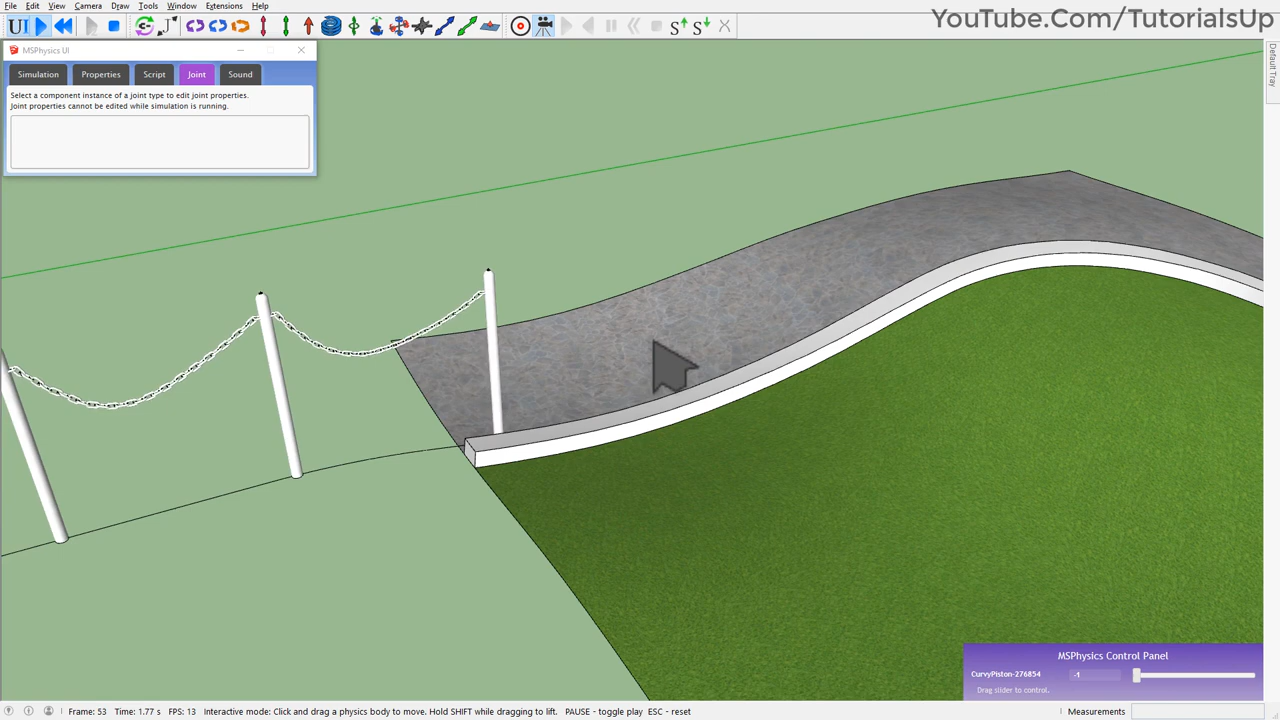 File Edit View Camera Draw Tools Window Extensions Help
YouTube.Com/TutorialsUp
UI
MSPhysics UI
Simulation Properties Script Joint Sound
Select a component instance of a joint type to edit joint properties.
Joint properties cannot be edited while simulation is running.
Default Tray
MSPhysics Control Panel
CurvyPiston-276854 -1
Drag slider to control.
Frame: 53 Time: 1.77 s FPS: 13 Interactive mode: Click and drag a physics body to move. Hold SHIFT while dragging to lift. PAUSE - toggle play ESC - reset Measurements